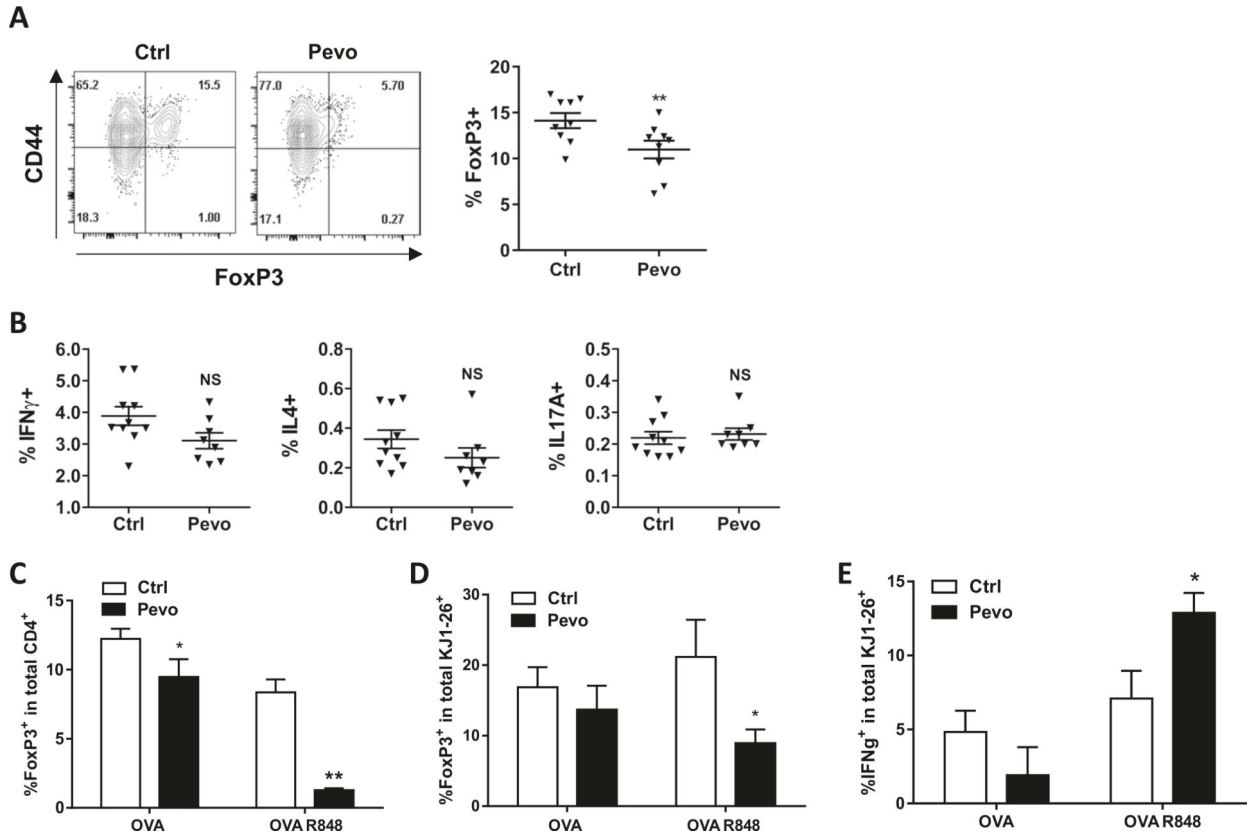 A
Ctrl
Pevo
CD44
65.2
15.5
18.3
1.00
77.0
5.70
17.1
0.27
FoxP3
% FoxP3+
20
15
10
5
0
**
Ctrl
Pevo
B
% IFNγ+
6.0
5.0
4.0
3.0
2.0
1.0
NS
Ctrl
Pevo
% IL4+
0.8
0.6
0.4
0.2
0.0
NS
Ctrl
Pevo
% IL17A+
0.5
0.4
0.3
0.2
0.1
0.0
NS
Ctrl
Pevo
C
Ctrl
Pevo
%FoxP3⁺ in total CD4⁺
15
10
5
0
*
**
OVA
OVA R848
D
Ctrl
Pevo
%FoxP3⁺ in total KJ1-26⁺
30
20
10
0
*
OVA
OVA R848
E
Ctrl
Pevo
%IFNg⁺ in total KJ1-26⁺
15
10
5
0
*
OVA
OVA R848